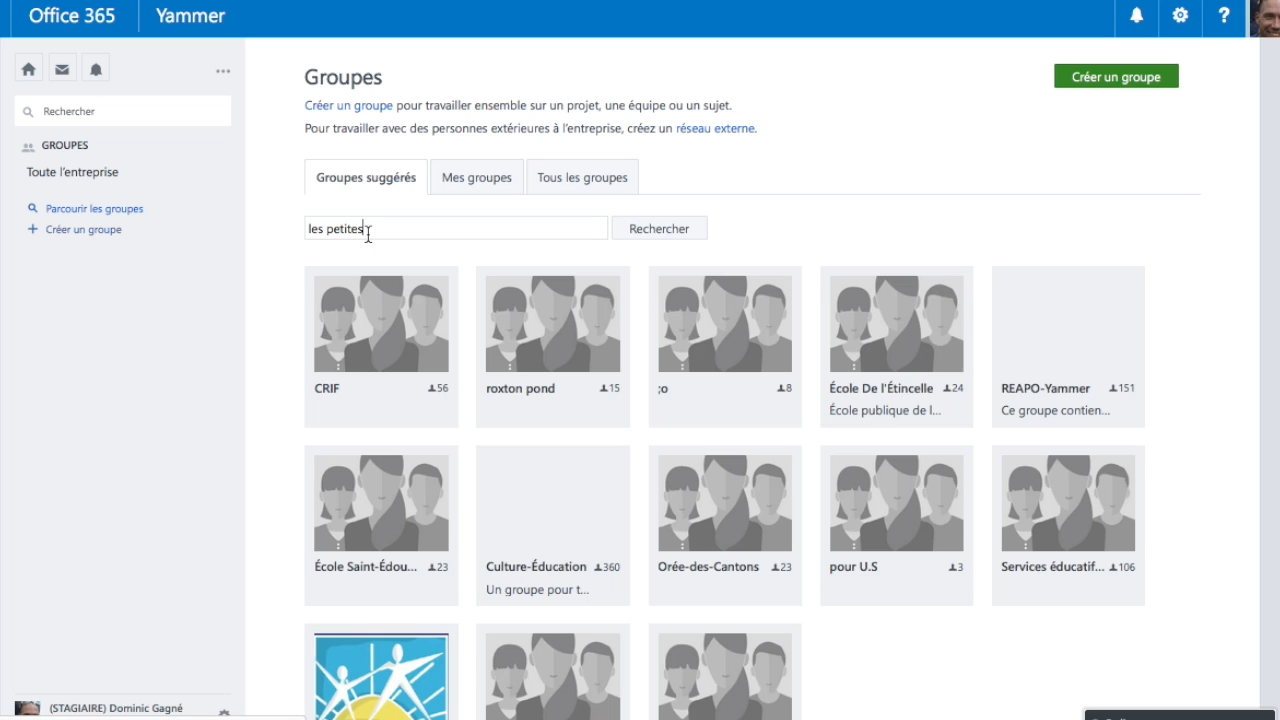 Office 365
Yammer
?
Rechercher
GROUPES
Toute l'entreprise
Parcourir les groupes
Créer un groupe
(STAGIAIRE) Dominic Gagné
Groupes
Créer un groupe
Créer un groupe pour travailler ensemble sur un projet, une équipe ou un sujet.
Pour travailler avec des personnes extérieures à l'entreprise, créez un réseau externe.
Groupes suggérés
Mes groupes
Tous les groupes
les petites
Rechercher
CRIF 56
roxton pond 15
;o 8
École De l'Étincelle 24
École publique de l...
REAPO-Yammer 151
Ce groupe contien...
École Saint-Édou... 23
Culture-Éducation 360
Un groupe pour t...
Orée-des-Cantons 23
pour U.S 3
Services éducatif... 106